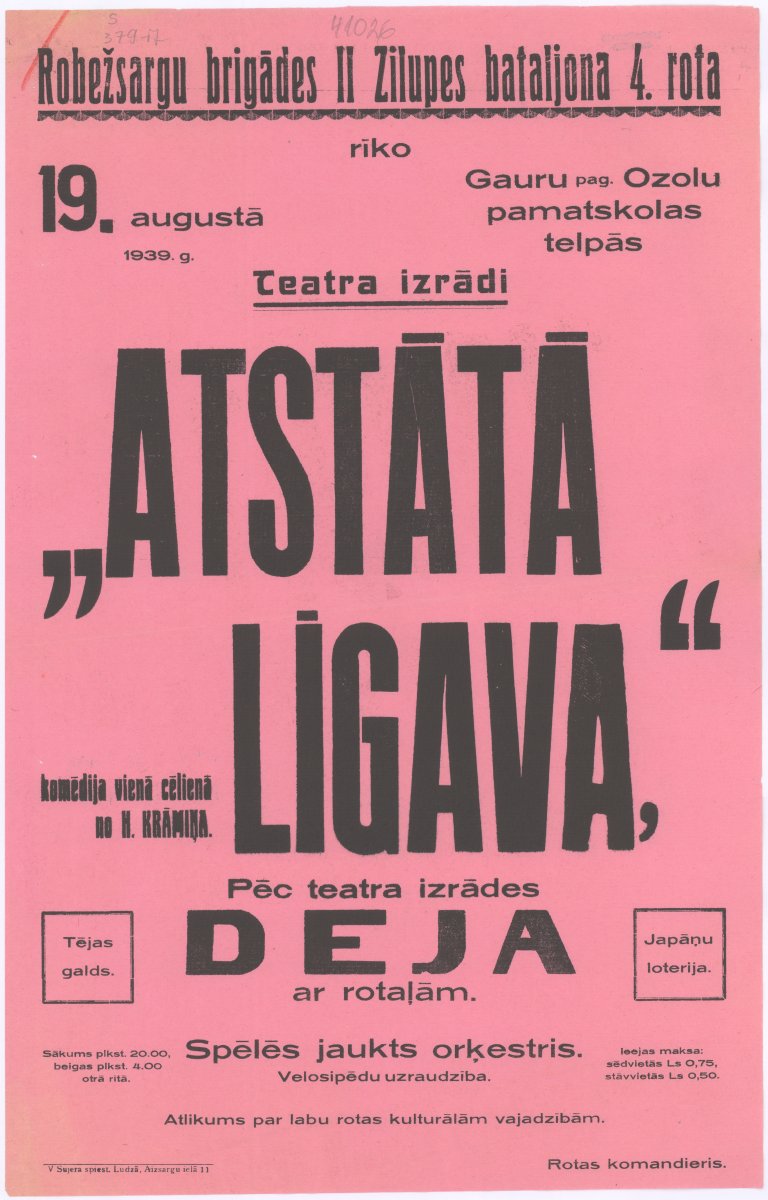 S
379-17
41026
Robežsargu brigādes II Zilupes bataljona 4. rota
rīko
19. augustā
1939. g.
Gauru pag. Ozolu
pamatskolas
telpās
Teatra izrādi
„ATSTĀTĀ
LĪGAVA,“
komēdija vienā cēlienā
no H. KRĀMIŅA.
Pēc teatra izrādes
DEJA
ar rotaļām.
Tējas
galds.
Japāņu
loterija.
Sākums plkst. 20.00,
beigas plkst. 4.00
otrā rītā.
Spēlēs jaukts orķestris.
Velosipēdu uzraudzība.
Ieejas maksa:
sēdvietās Ls 0,75,
stāvvietās Ls 0,50.
Atlikums par labu rotas kulturālām vajadzībām.
V Sujera spiest. Ludzā, Aizsargu ielā 11
Rotas komandieris.